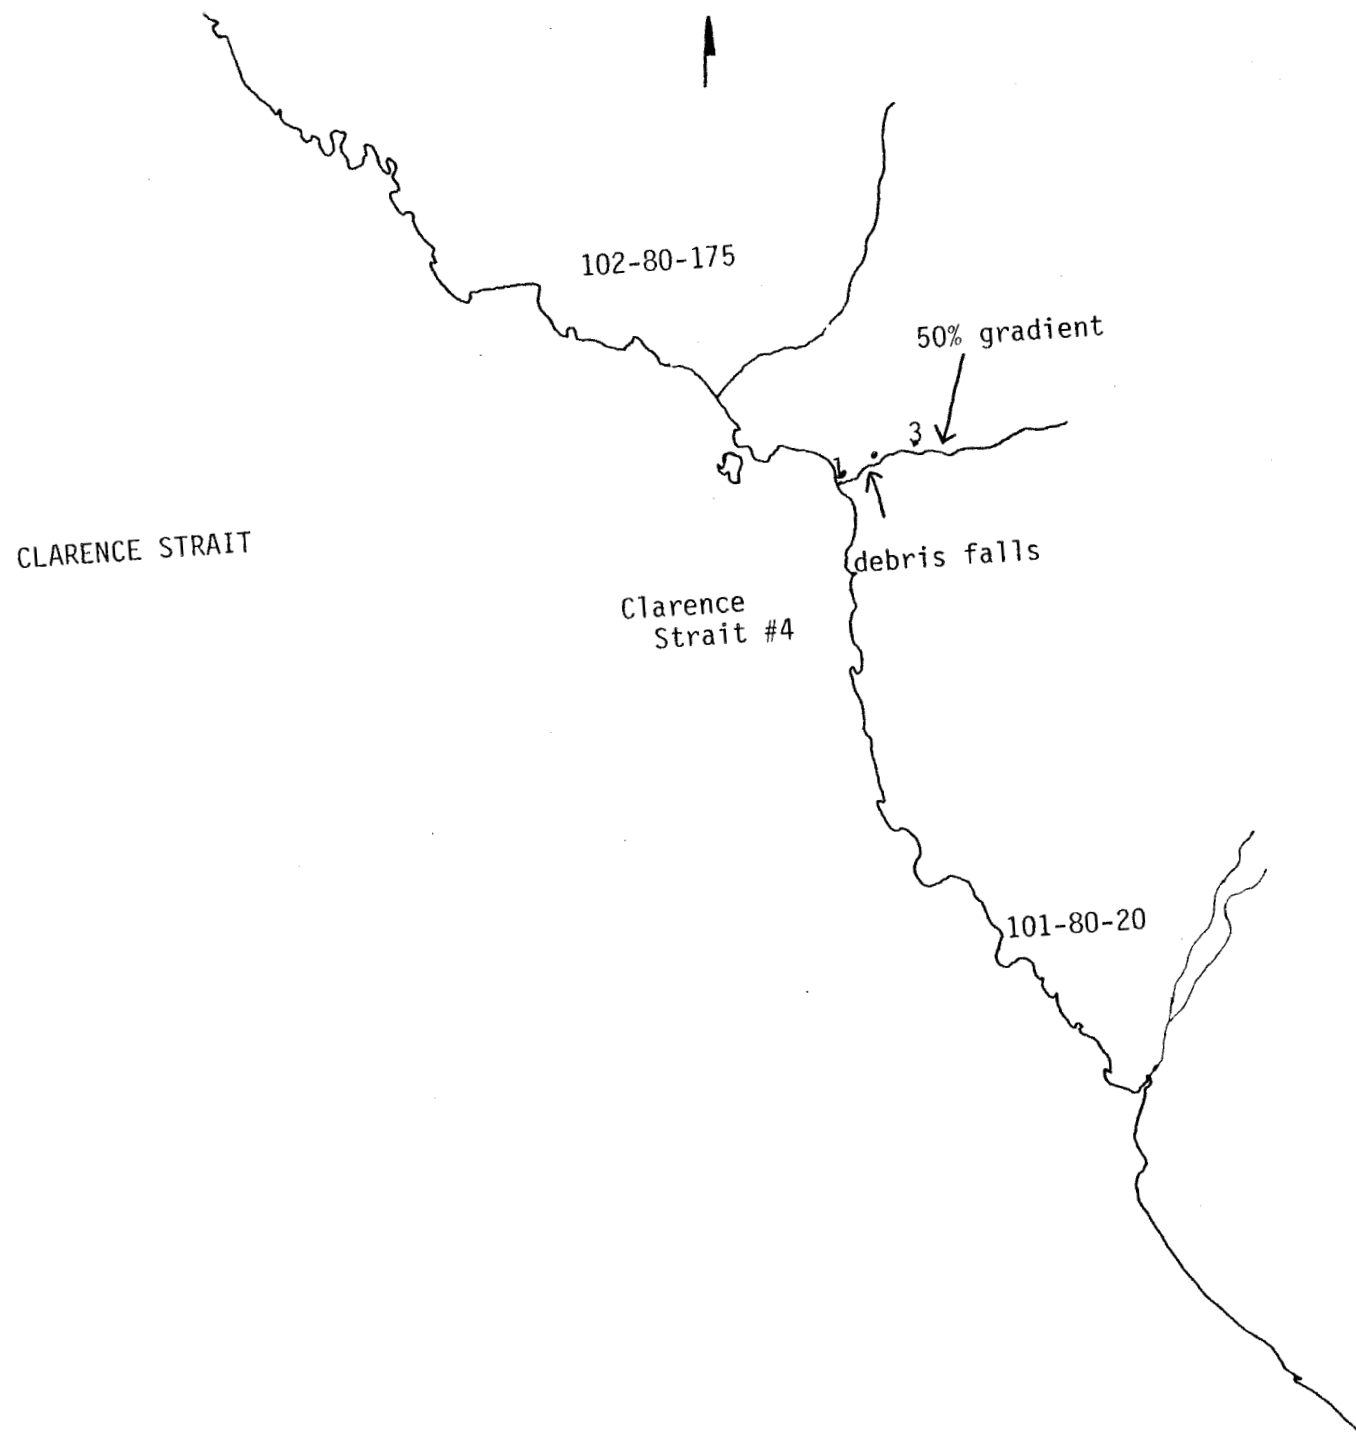 102-80-175
50% gradient
3
1
CLARENCE STRAIT
debris falls
Clarence
Strait #4
101-80-20